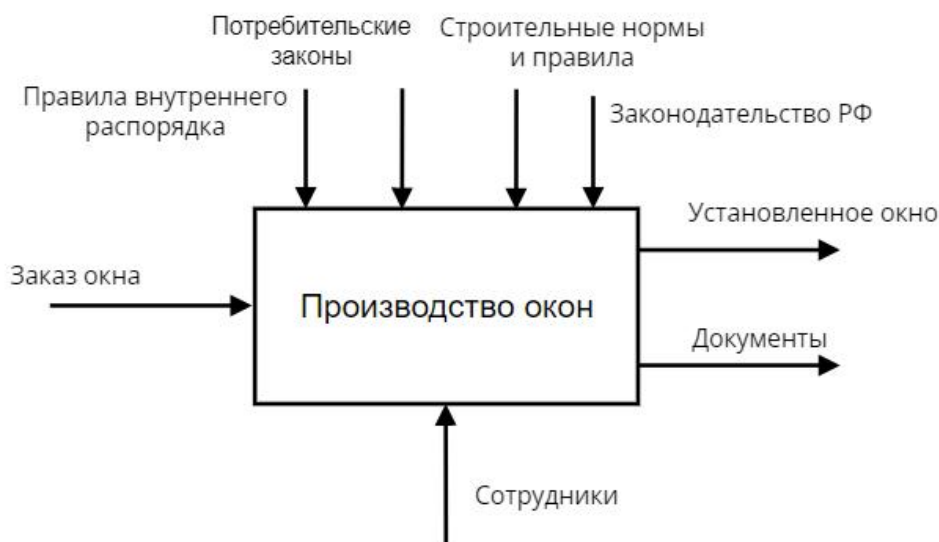 Потребительские
законы
Строительные нормы
и правила
Правила внутреннего
распорядка
Законодательство РФ
Установленное окно
Заказ окна
Производство окон
Документы
Сотрудники